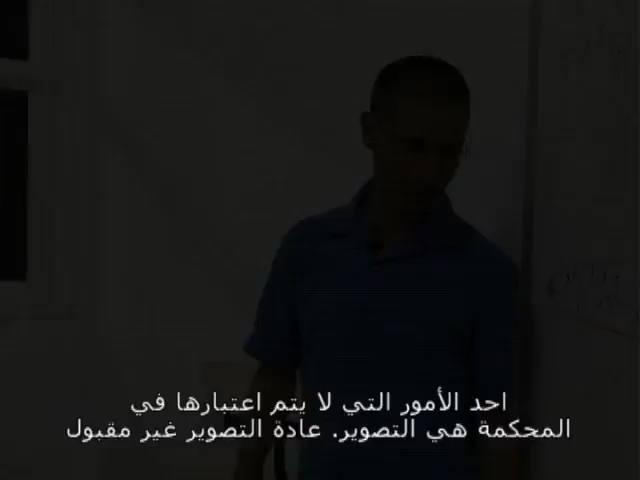 احد الأمور التي لا يتم اعتبارها في
المحكمة هي التصوير. عادة التصوير غير مقبول